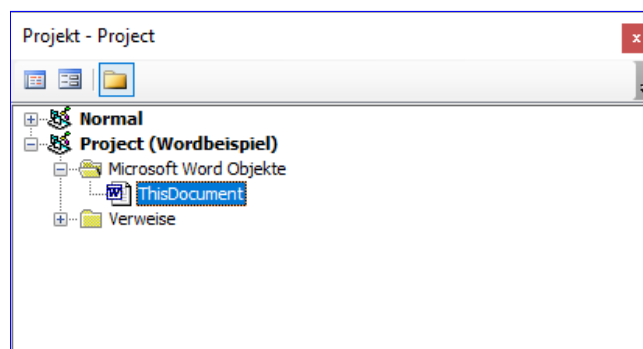 Projekt - Project
x
Normal
Project (Wordbeispiel)
Microsoft Word Objekte
ThisDocument
Verweise